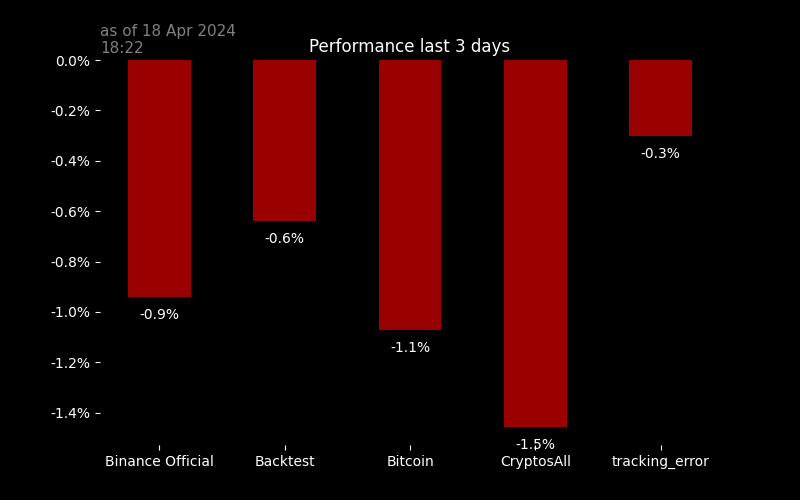 as of 18 Apr 2024
18:22
Performance last 3 days
0.0%
-0.2%
-0.4%
-0.6%
-0.8%
-1.0%
-1.2%
-1.4%
-0.9%
-0.6%
-1.1%
-1.5%
-0.3%
Binance Official
Backtest
Bitcoin
CryptosAll
tracking_error